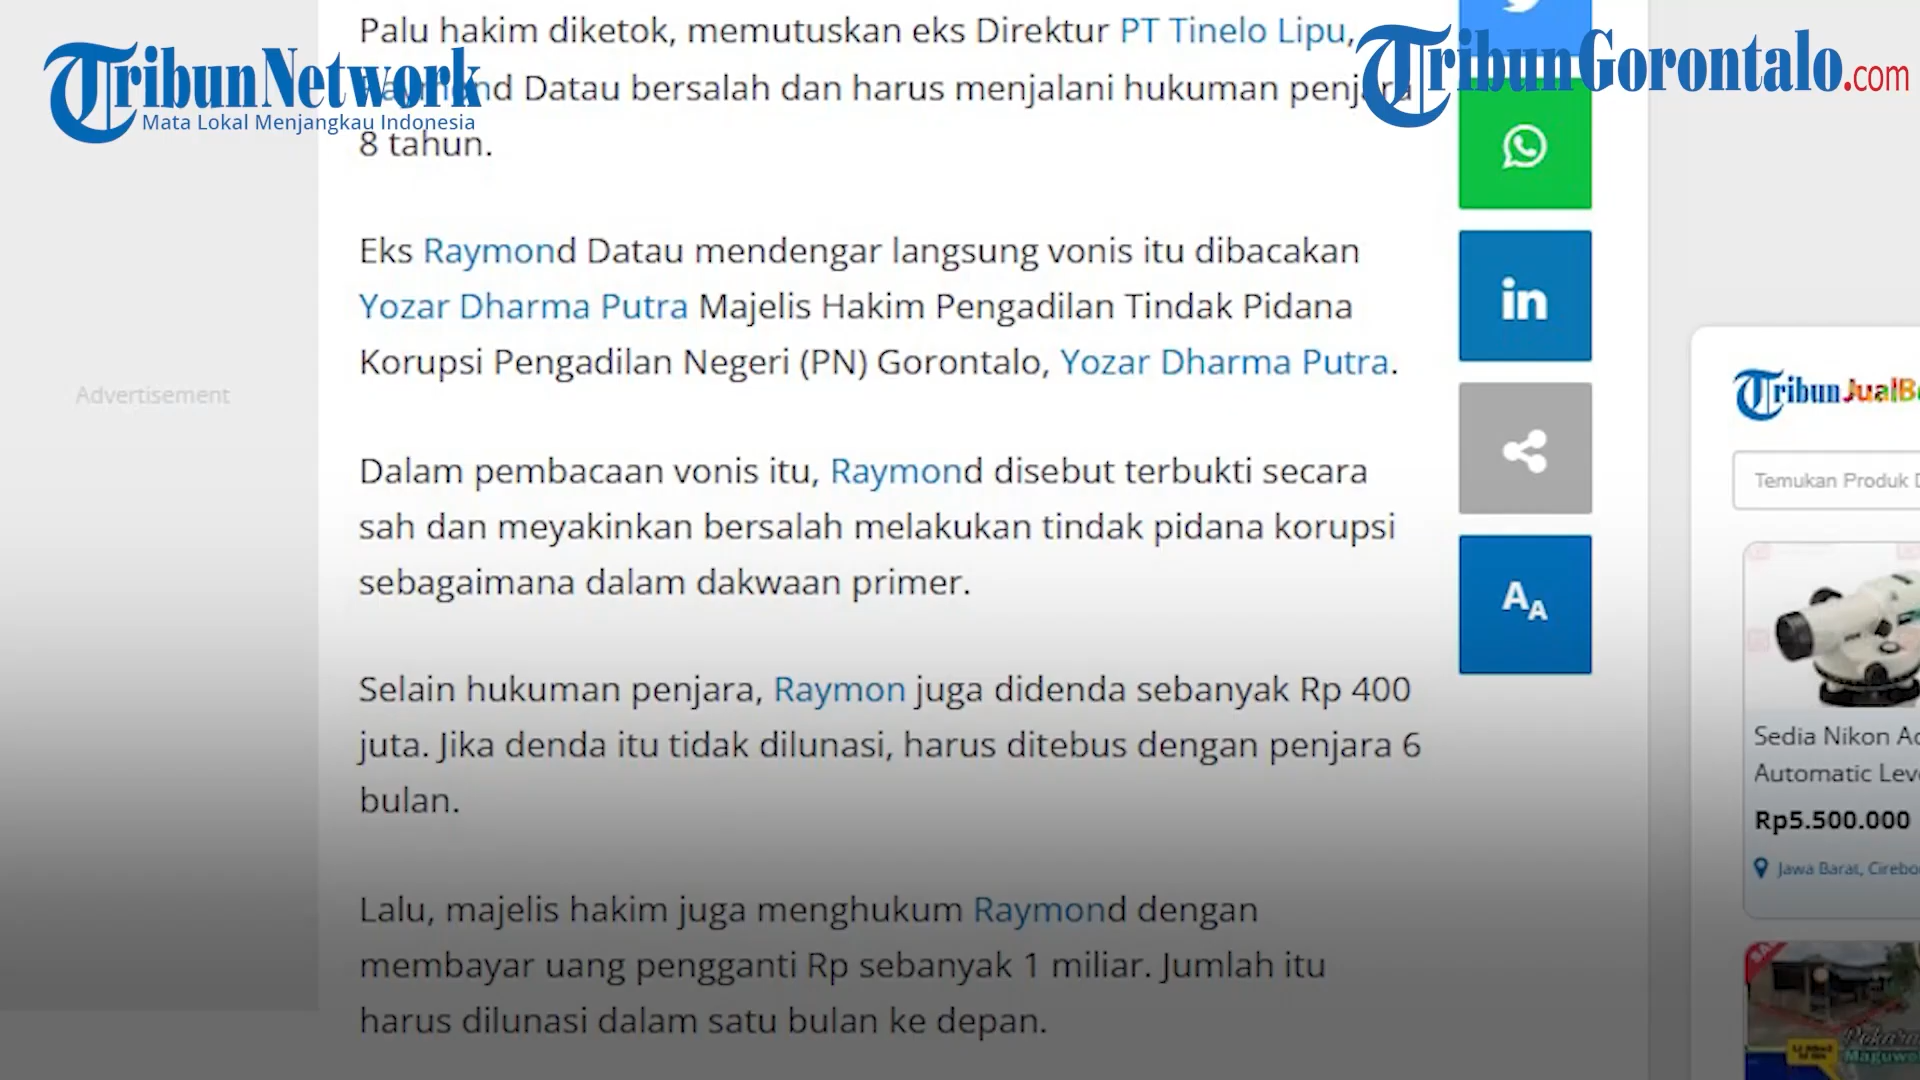 Palu hakim diketok, memutuskan eks Direktur PT Tinelo Lipu,
TribunNetwork
Mata Lokal Menjangkau Indonesia
TribunGorontalo.com
Raymond Datau bersalah dan harus menjalani hukuman penjara
8 tahun.
Eks Raymond Datau mendengar langsung vonis itu dibacakan
Yozar Dharma Putra Majelis Hakim Pengadilan Tindak Pidana
Korupsi Pengadilan Negeri (PN) Gorontalo, Yozar Dharma Putra.
Advertisement
Dalam pembacaan vonis itu, Raymond disebut terbukti secara
sah dan meyakinkan bersalah melakukan tindak pidana korupsi
sebagaimana dalam dakwaan primer.
Selain hukuman penjara, Raymon juga didenda sebanyak Rp 400
juta. Jika denda itu tidak dilunasi, harus ditebus dengan penjara 6
bulan.
Lalu, majelis hakim juga menghukum Raymond dengan
membayar uang pengganti Rp sebanyak 1 miliar. Jumlah itu
harus dilunasi dalam satu bulan ke depan.
in
AA
TribunJualB
Temukan Produk
Sedia Nikon
Automatic
Rp5.500.000
Jawa Barat,